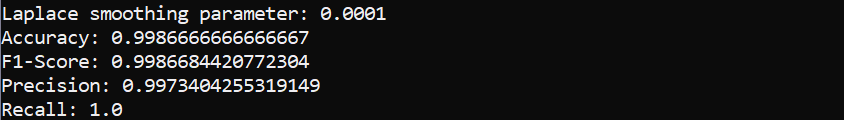 Laplace smoothing parameter: 0.0001
Accuracy: 0.9986666666666667
F1-Score: 0.9986684420772304
Precision: 0.9973404255319149
Recall: 1.0